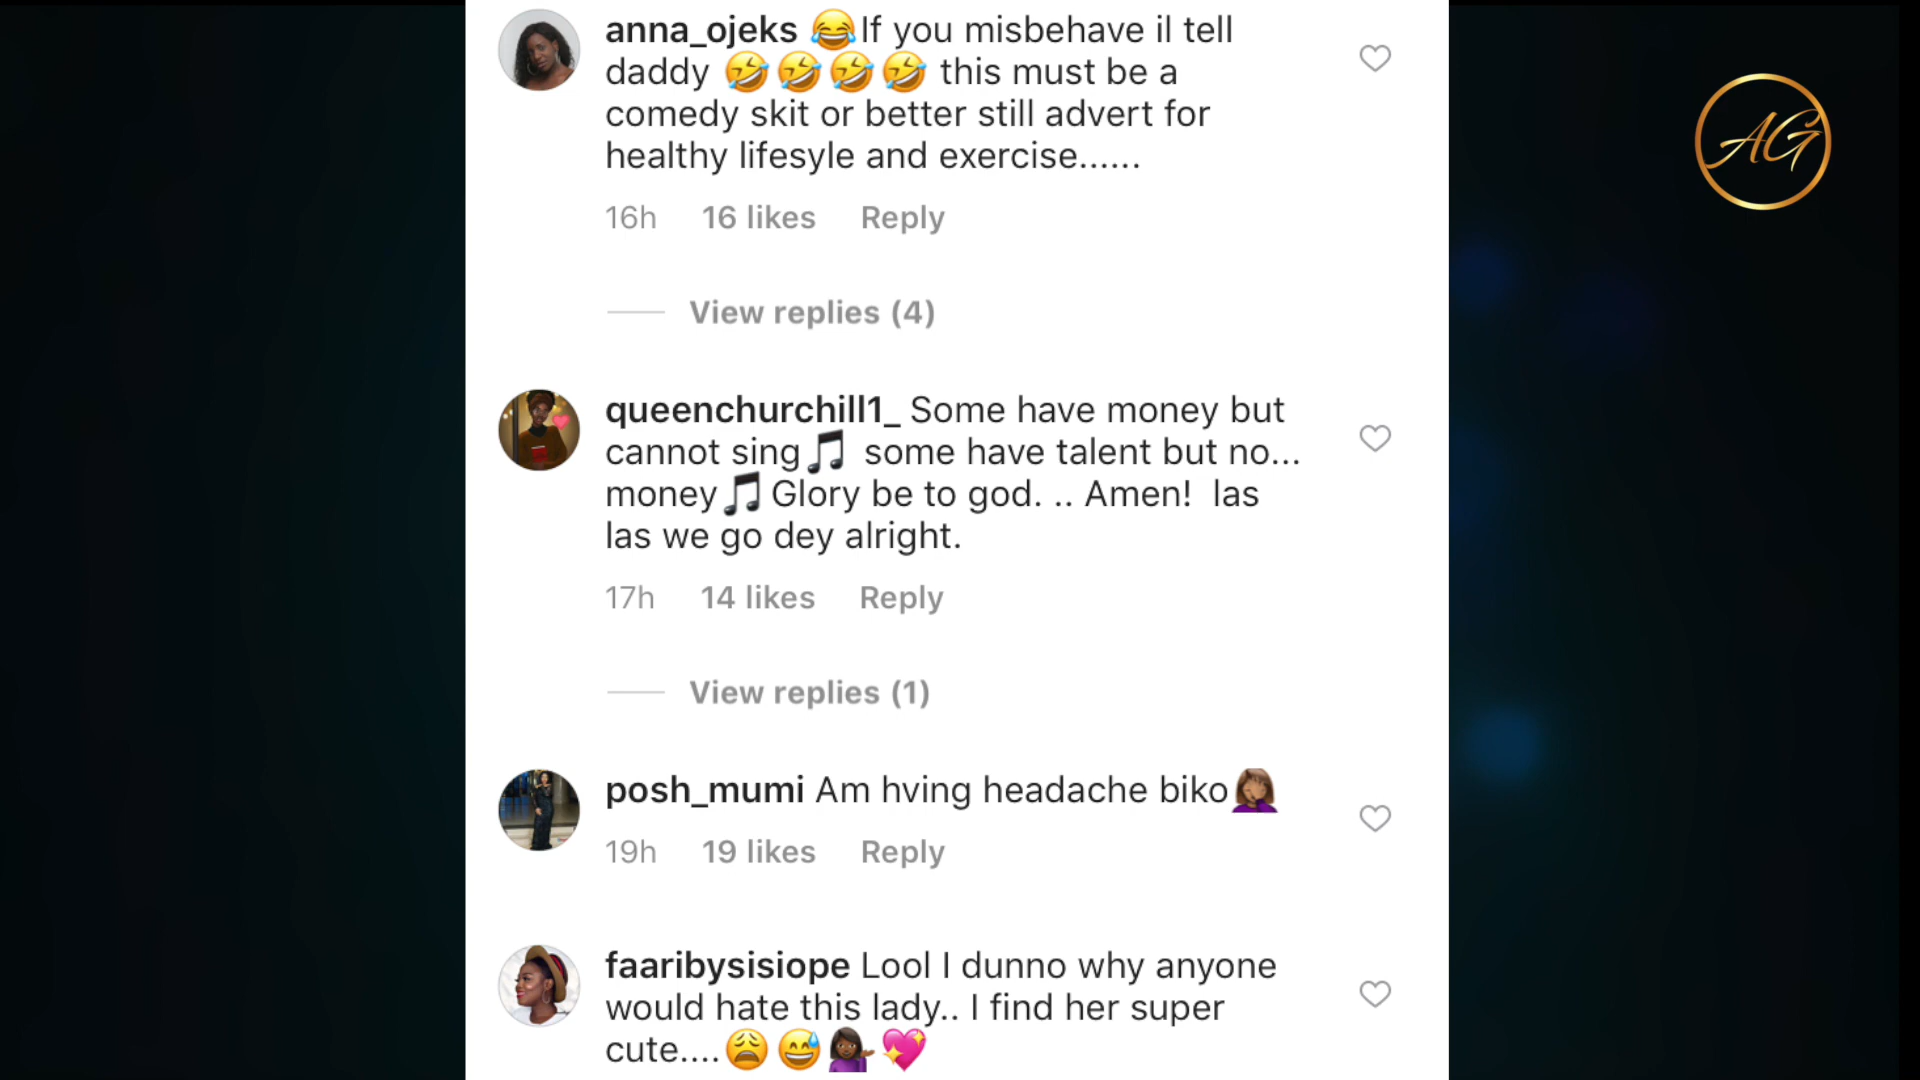 anna_ojeks 😂If you misbehave il tell
daddy 🤣🤣🤣🤣 this must be a
comedy skit or better still advert for
healthy lifesyle and exercise......
16h 16 likes Reply
View replies (4)
queenchurchill1_ Some have money but
cannot sing🎵 some have talent but no...
money🎵Glory be to god. .. Amen! las
las we go dey alright.
17h 14 likes Reply
View replies (1)
posh_mumi Am hving headache biko🤦🏽‍♀️
19h 19 likes Reply
faaribysisiope Lool I dunno why anyone
would hate this lady.. I find her super
cute....😩😅💁🏾‍♀️💖
AG